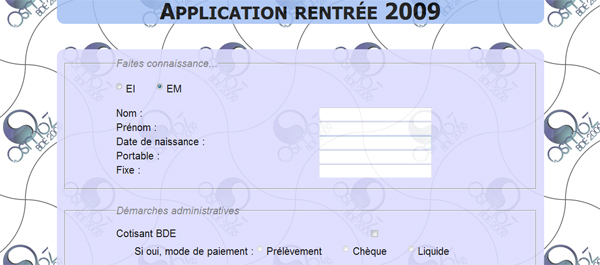 APPLICATION RENTRÉE 2009
Faites connaissance...
EI EM
Nom :
Prénom :
Date de naissance :
Portable :
Fixe :
Démarches administratives
Cotisant BDE
Si oui, mode de paiement : Prélèvement Chèque Liquide